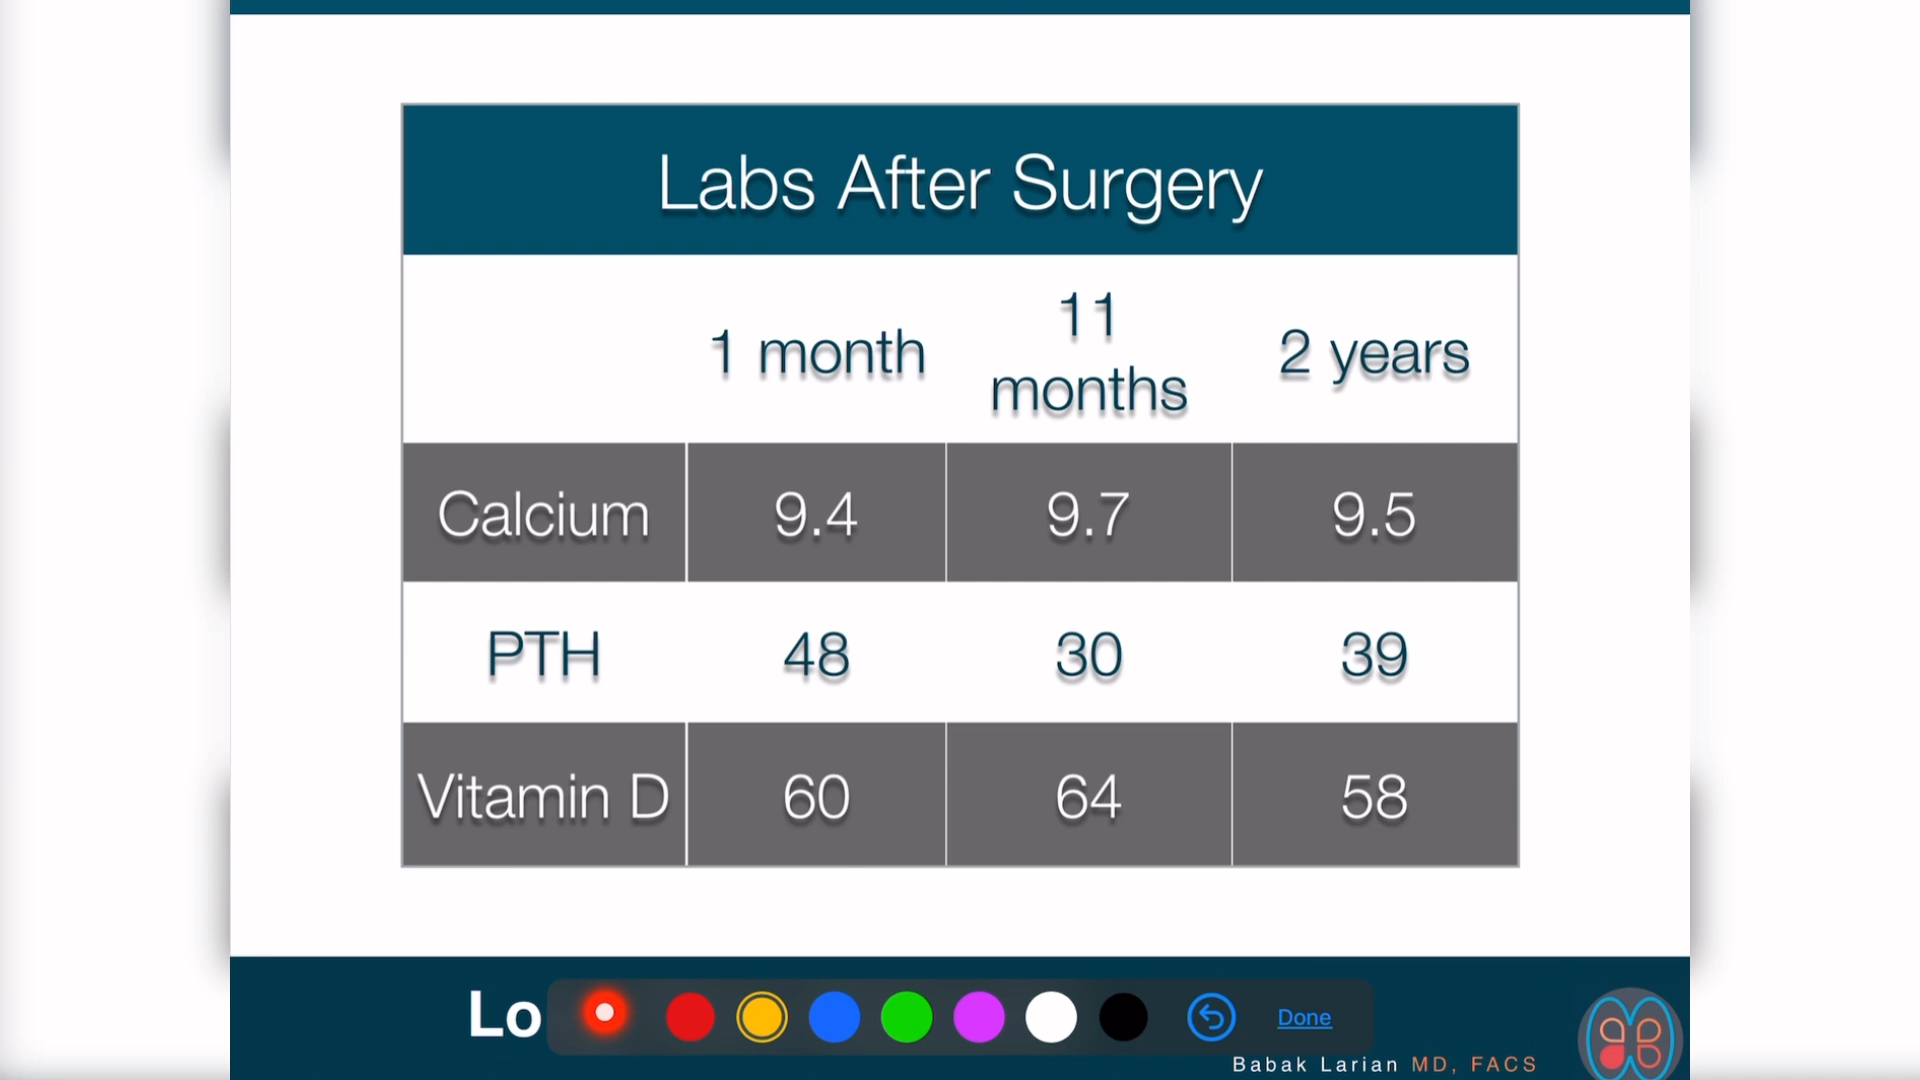 Labs After Surgery
1 month 11 months 2 years
Calcium 9.4 9.7 9.5
PTH 48 30 39
Vitamin D 60 64 58
Lo
Done
Babak Larian MD, FACS